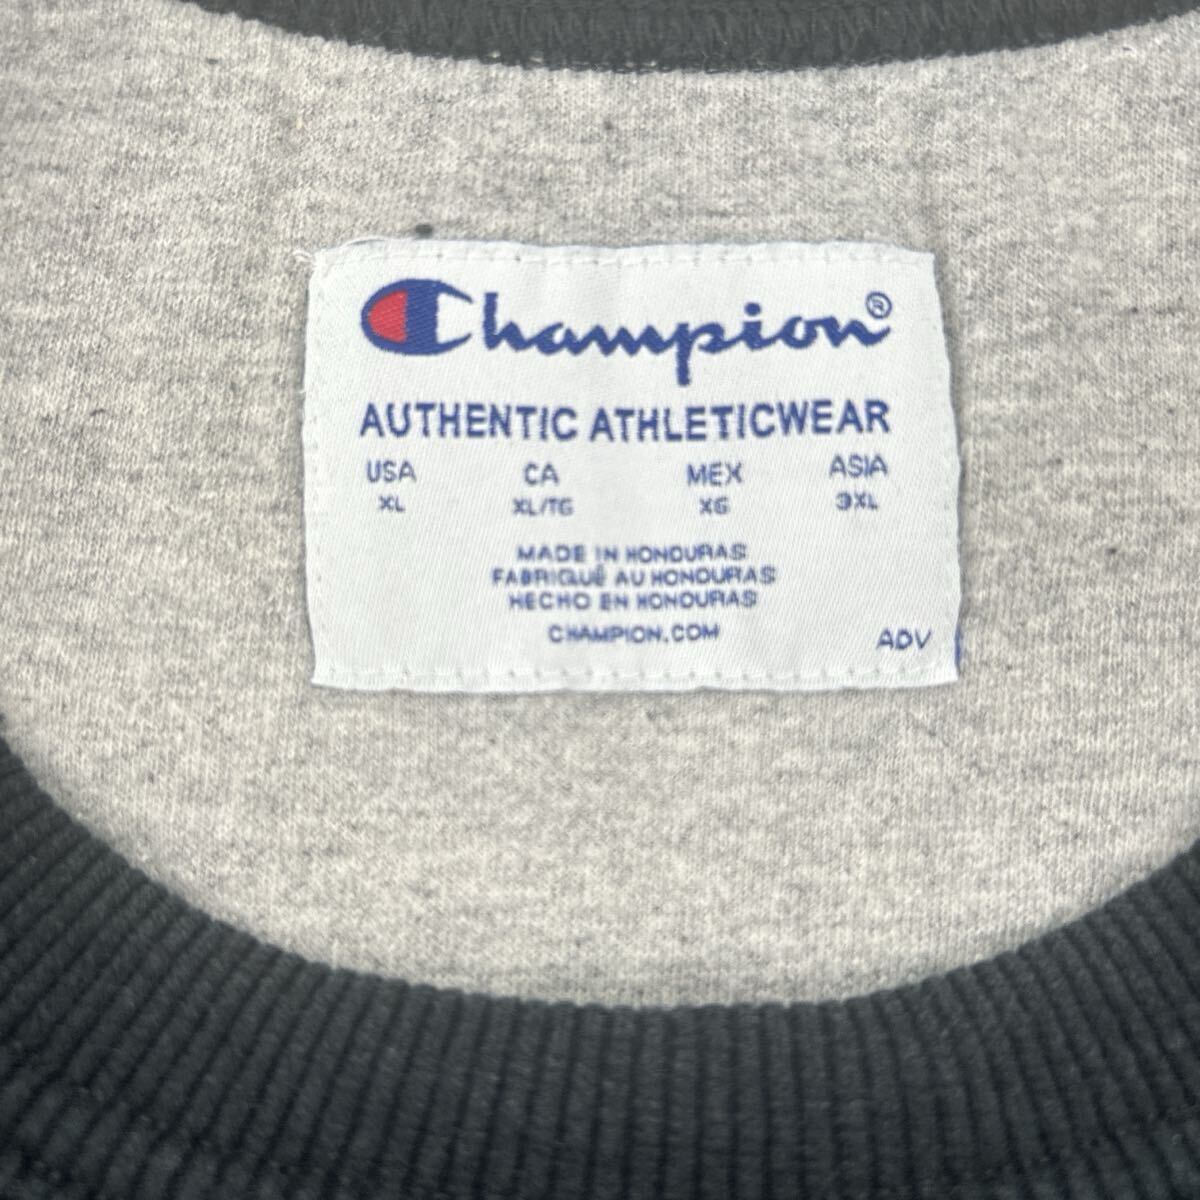 Champion®
AUTHENTIC ATHLETICWEAR
USA CA MEX ASIA
XL XL/TG XG 3XL
MADE IN HONDURAS
FABRIQUÉ AU HONDURAS
HECHO EN HONDURAS
CHAMPION.COM
ADV